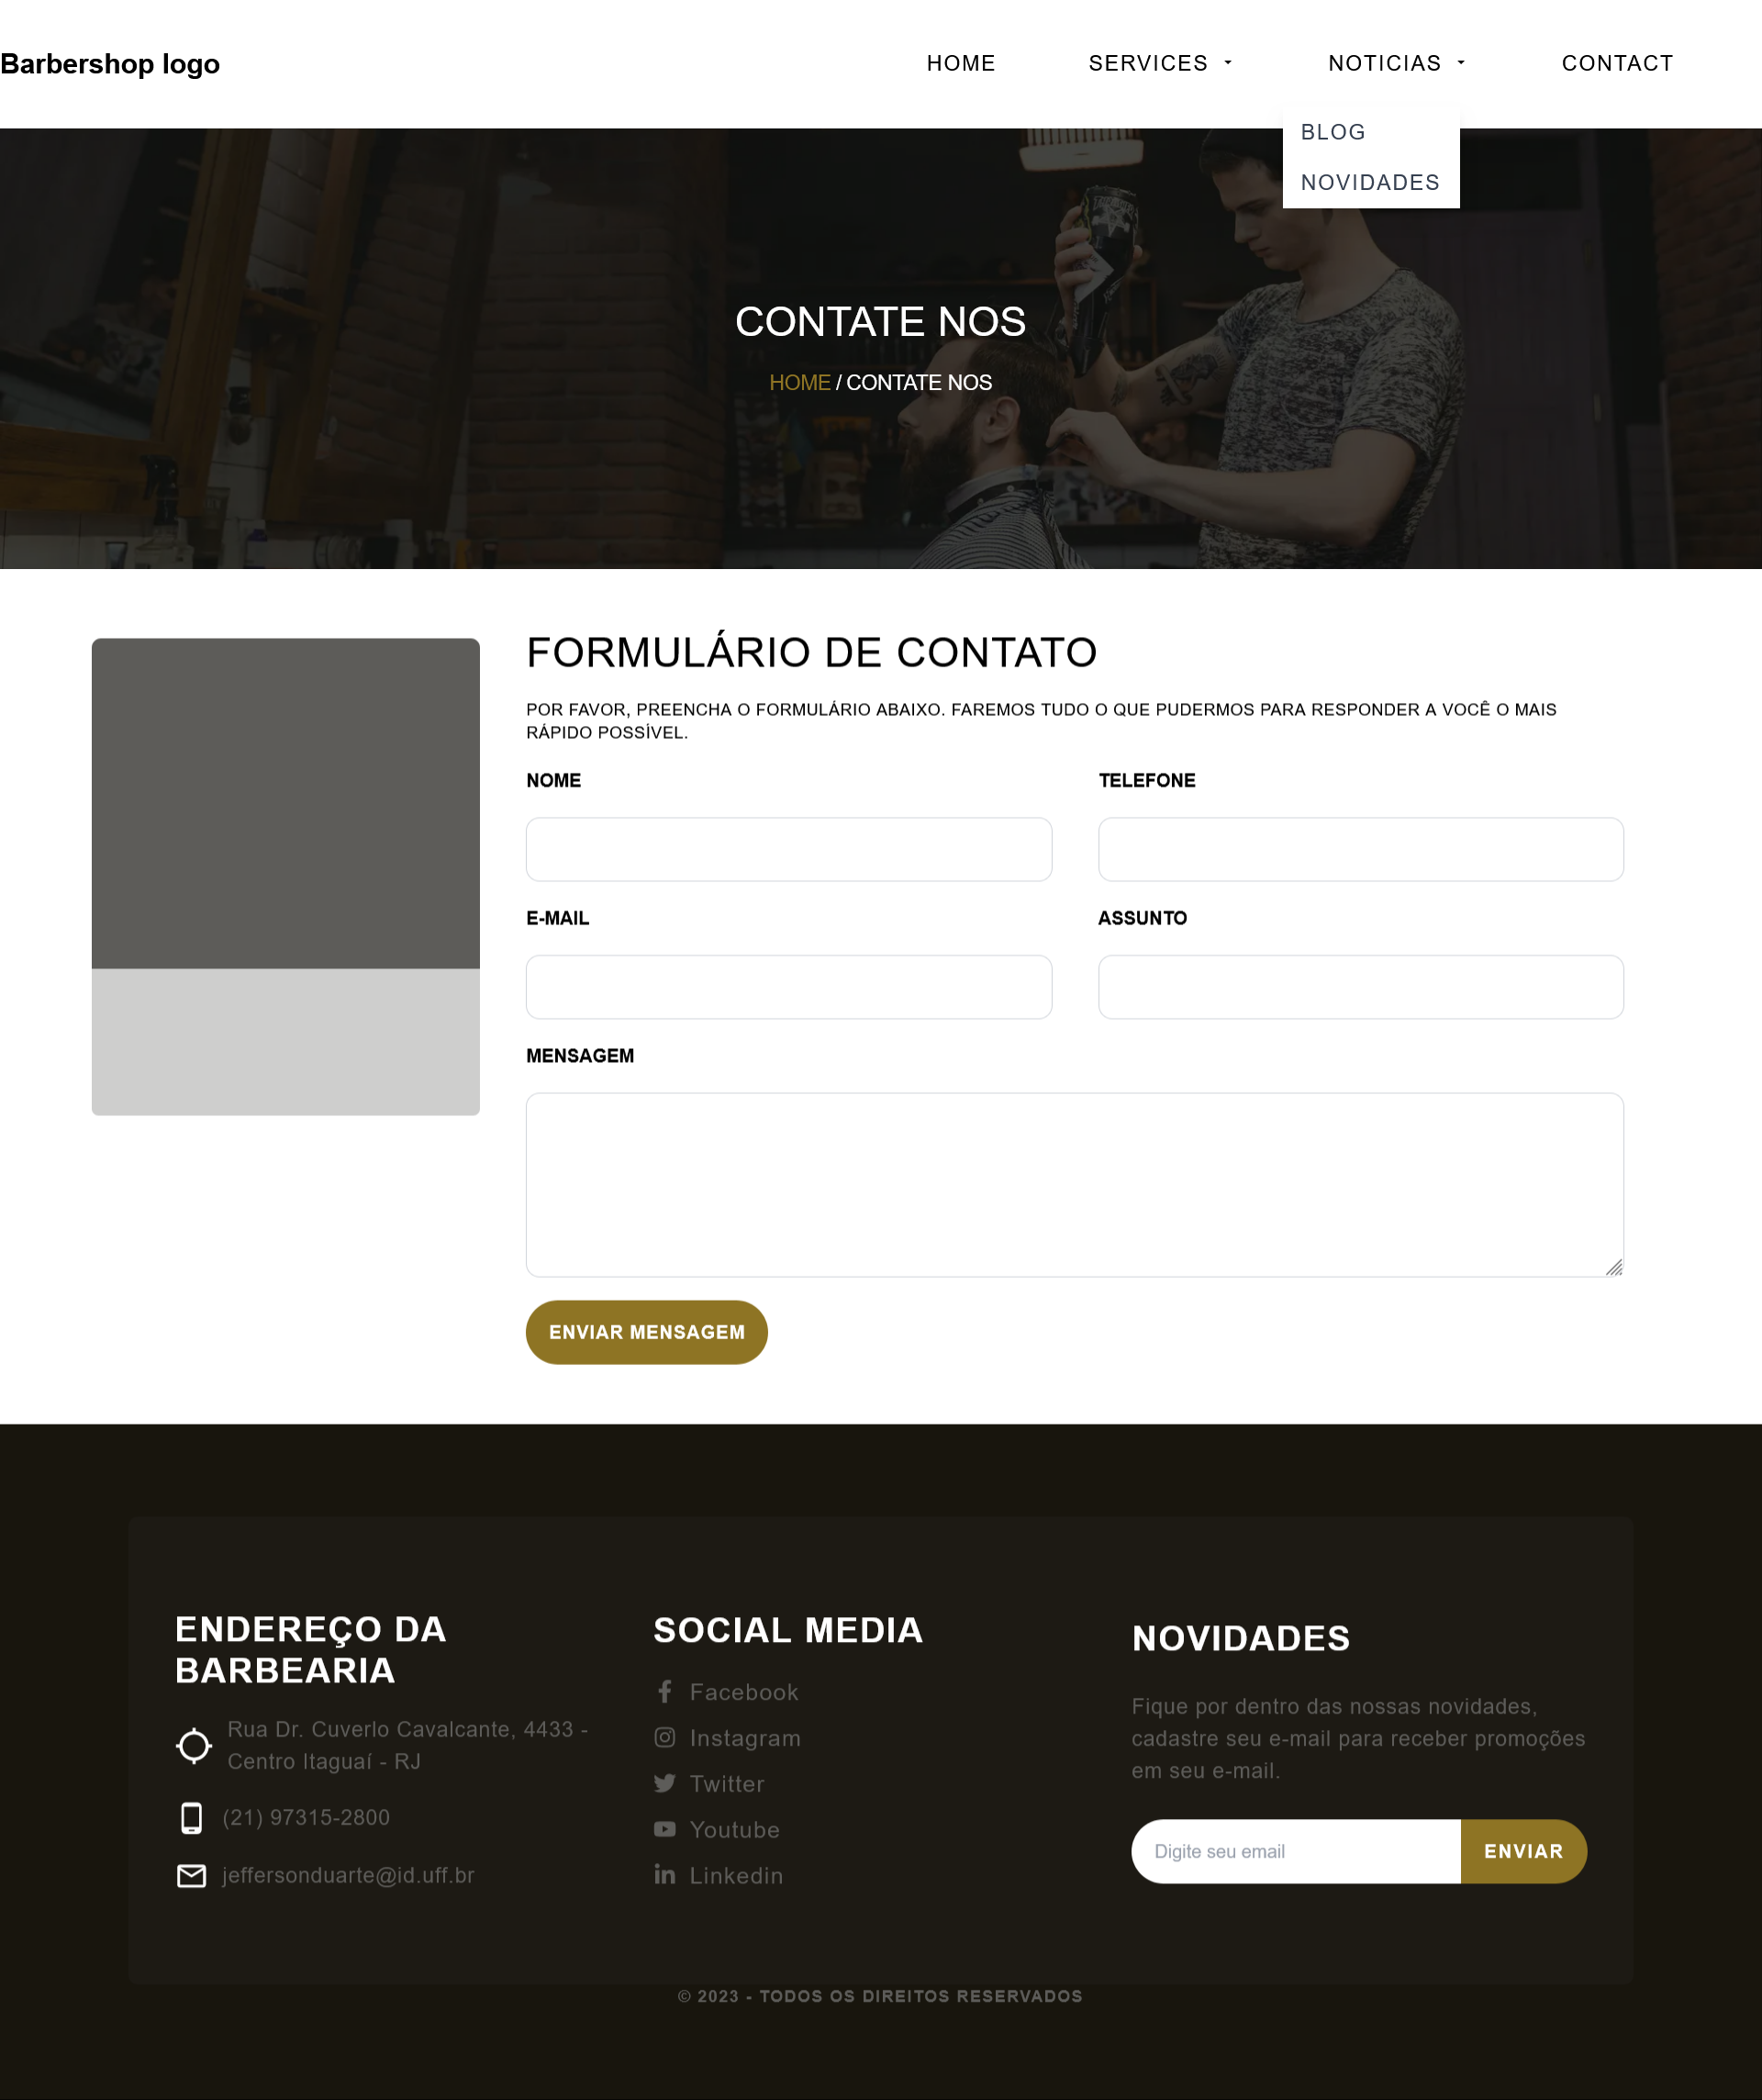 Barbershop logo
HOME
SERVICES
NOTICIAS
CONTACT
BLOG
NOVIDADES
CONTATE NOS
HOME / CONTATE NOS
FORMULÁRIO DE CONTATO
POR FAVOR, PREENCHA O FORMULÁRIO ABAIXO. FAREMOS TUDO O QUE PUDERMOS PARA RESPONDER A VOCÊ O MAIS
RÁPIDO POSSÍVEL.
NOME
TELEFONE
E-MAIL
ASSUNTO
MENSAGEM
ENVIAR MENSAGEM
ENDEREÇO DA
BARBEARIA
Rua Dr. Cuverlo Cavalcante, 4433 -
Centro Itaguaí - RJ
(21) 97315-2800
jeffersonduarte@id.uff.br
SOCIAL MEDIA
Facebook
Instagram
Twitter
Youtube
Linkedin
NOVIDADES
Fique por dentro das nossas novidades,
cadastre seu e-mail para receber promoções
em seu e-mail.
Digite seu email
ENVIAR
© 2023 - TODOS OS DIREITOS RESERVADOS